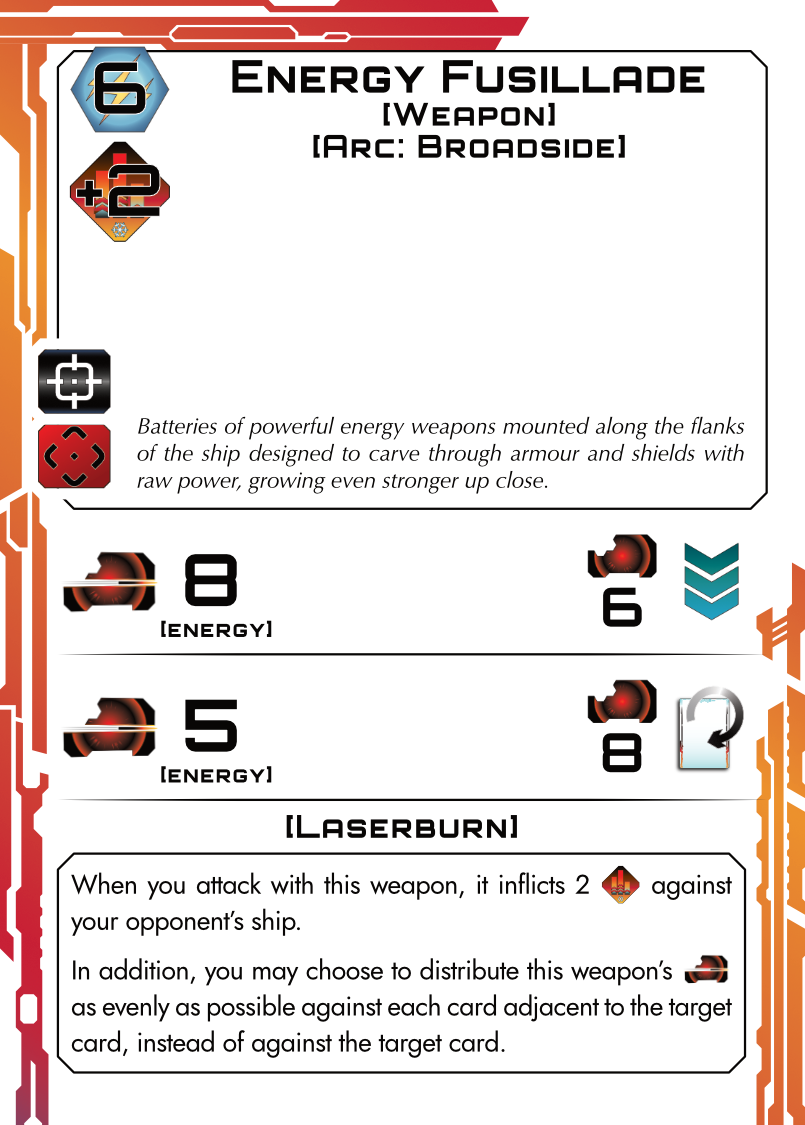 6
Energy Fusillade
[Weapon]
[Arc: Broadside]
+2
Batteries of powerful energy weapons mounted along the flanks
of the ship designed to carve through armour and shields with
raw power, growing even stronger up close.
8
[energy]
6
5
[energy]
8
[Laserburn]
When you attack with this weapon, it inflicts 2 against
your opponent's ship.
In addition, you may choose to distribute this weapon's
as evenly as possible against each card adjacent to the target
card, instead of against the target card.